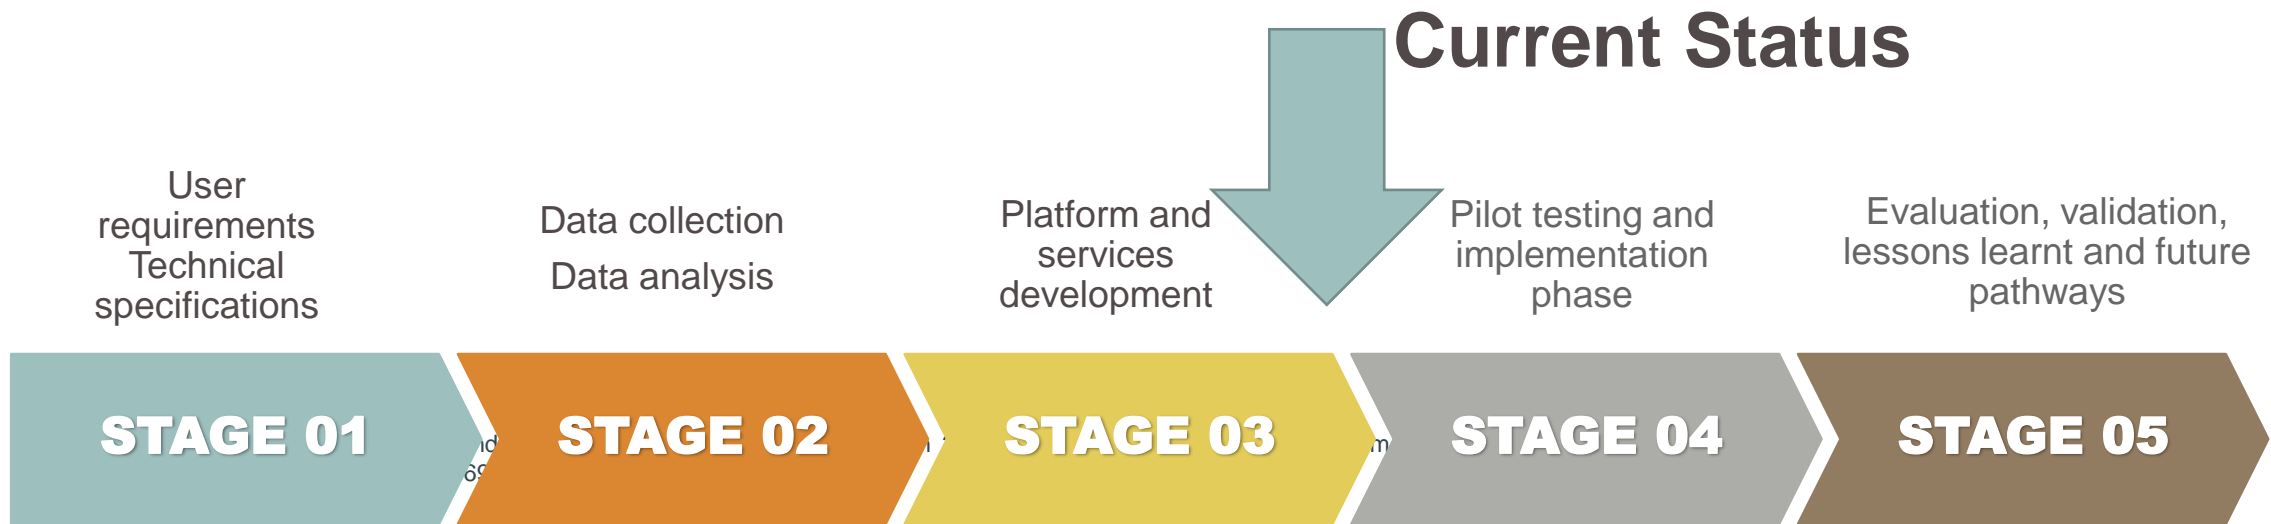 Current Status
User
requirements
Technical
specifications
Data collection
Data analysis
Platform and
services
development
Pilot testing and
implementation
phase
Evaluation, validation,
lessons learnt and future
pathways
STAGE 01
STAGE 02
STAGE 03
STAGE 04
STAGE 05